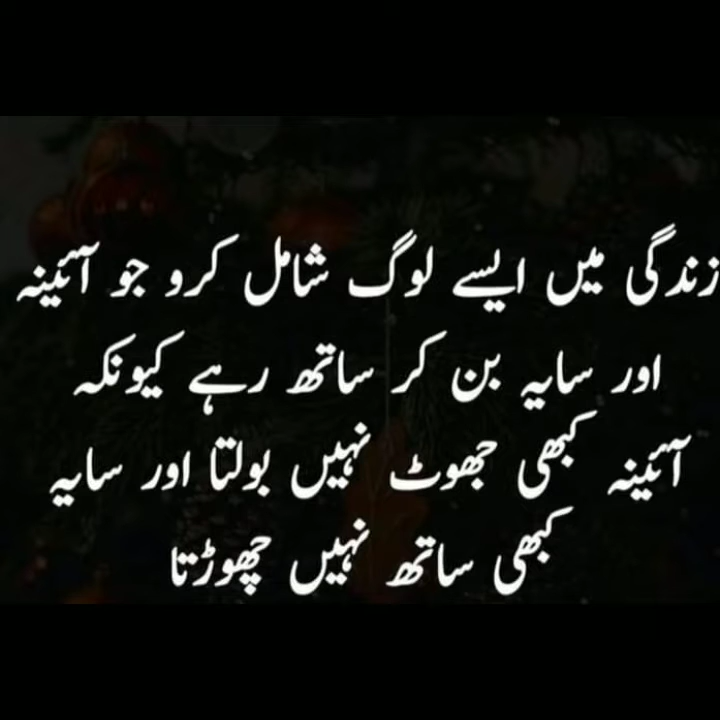 زندگی میں ایسے لوگ شامل کرو جو آئینہ
اور سایہ بن کر ساتھ رہے کیونکہ
آئینہ کبھی جھوٹ نہیں بولتا اور سایہ
کبھی ساتھ نہیں چھوڑتا